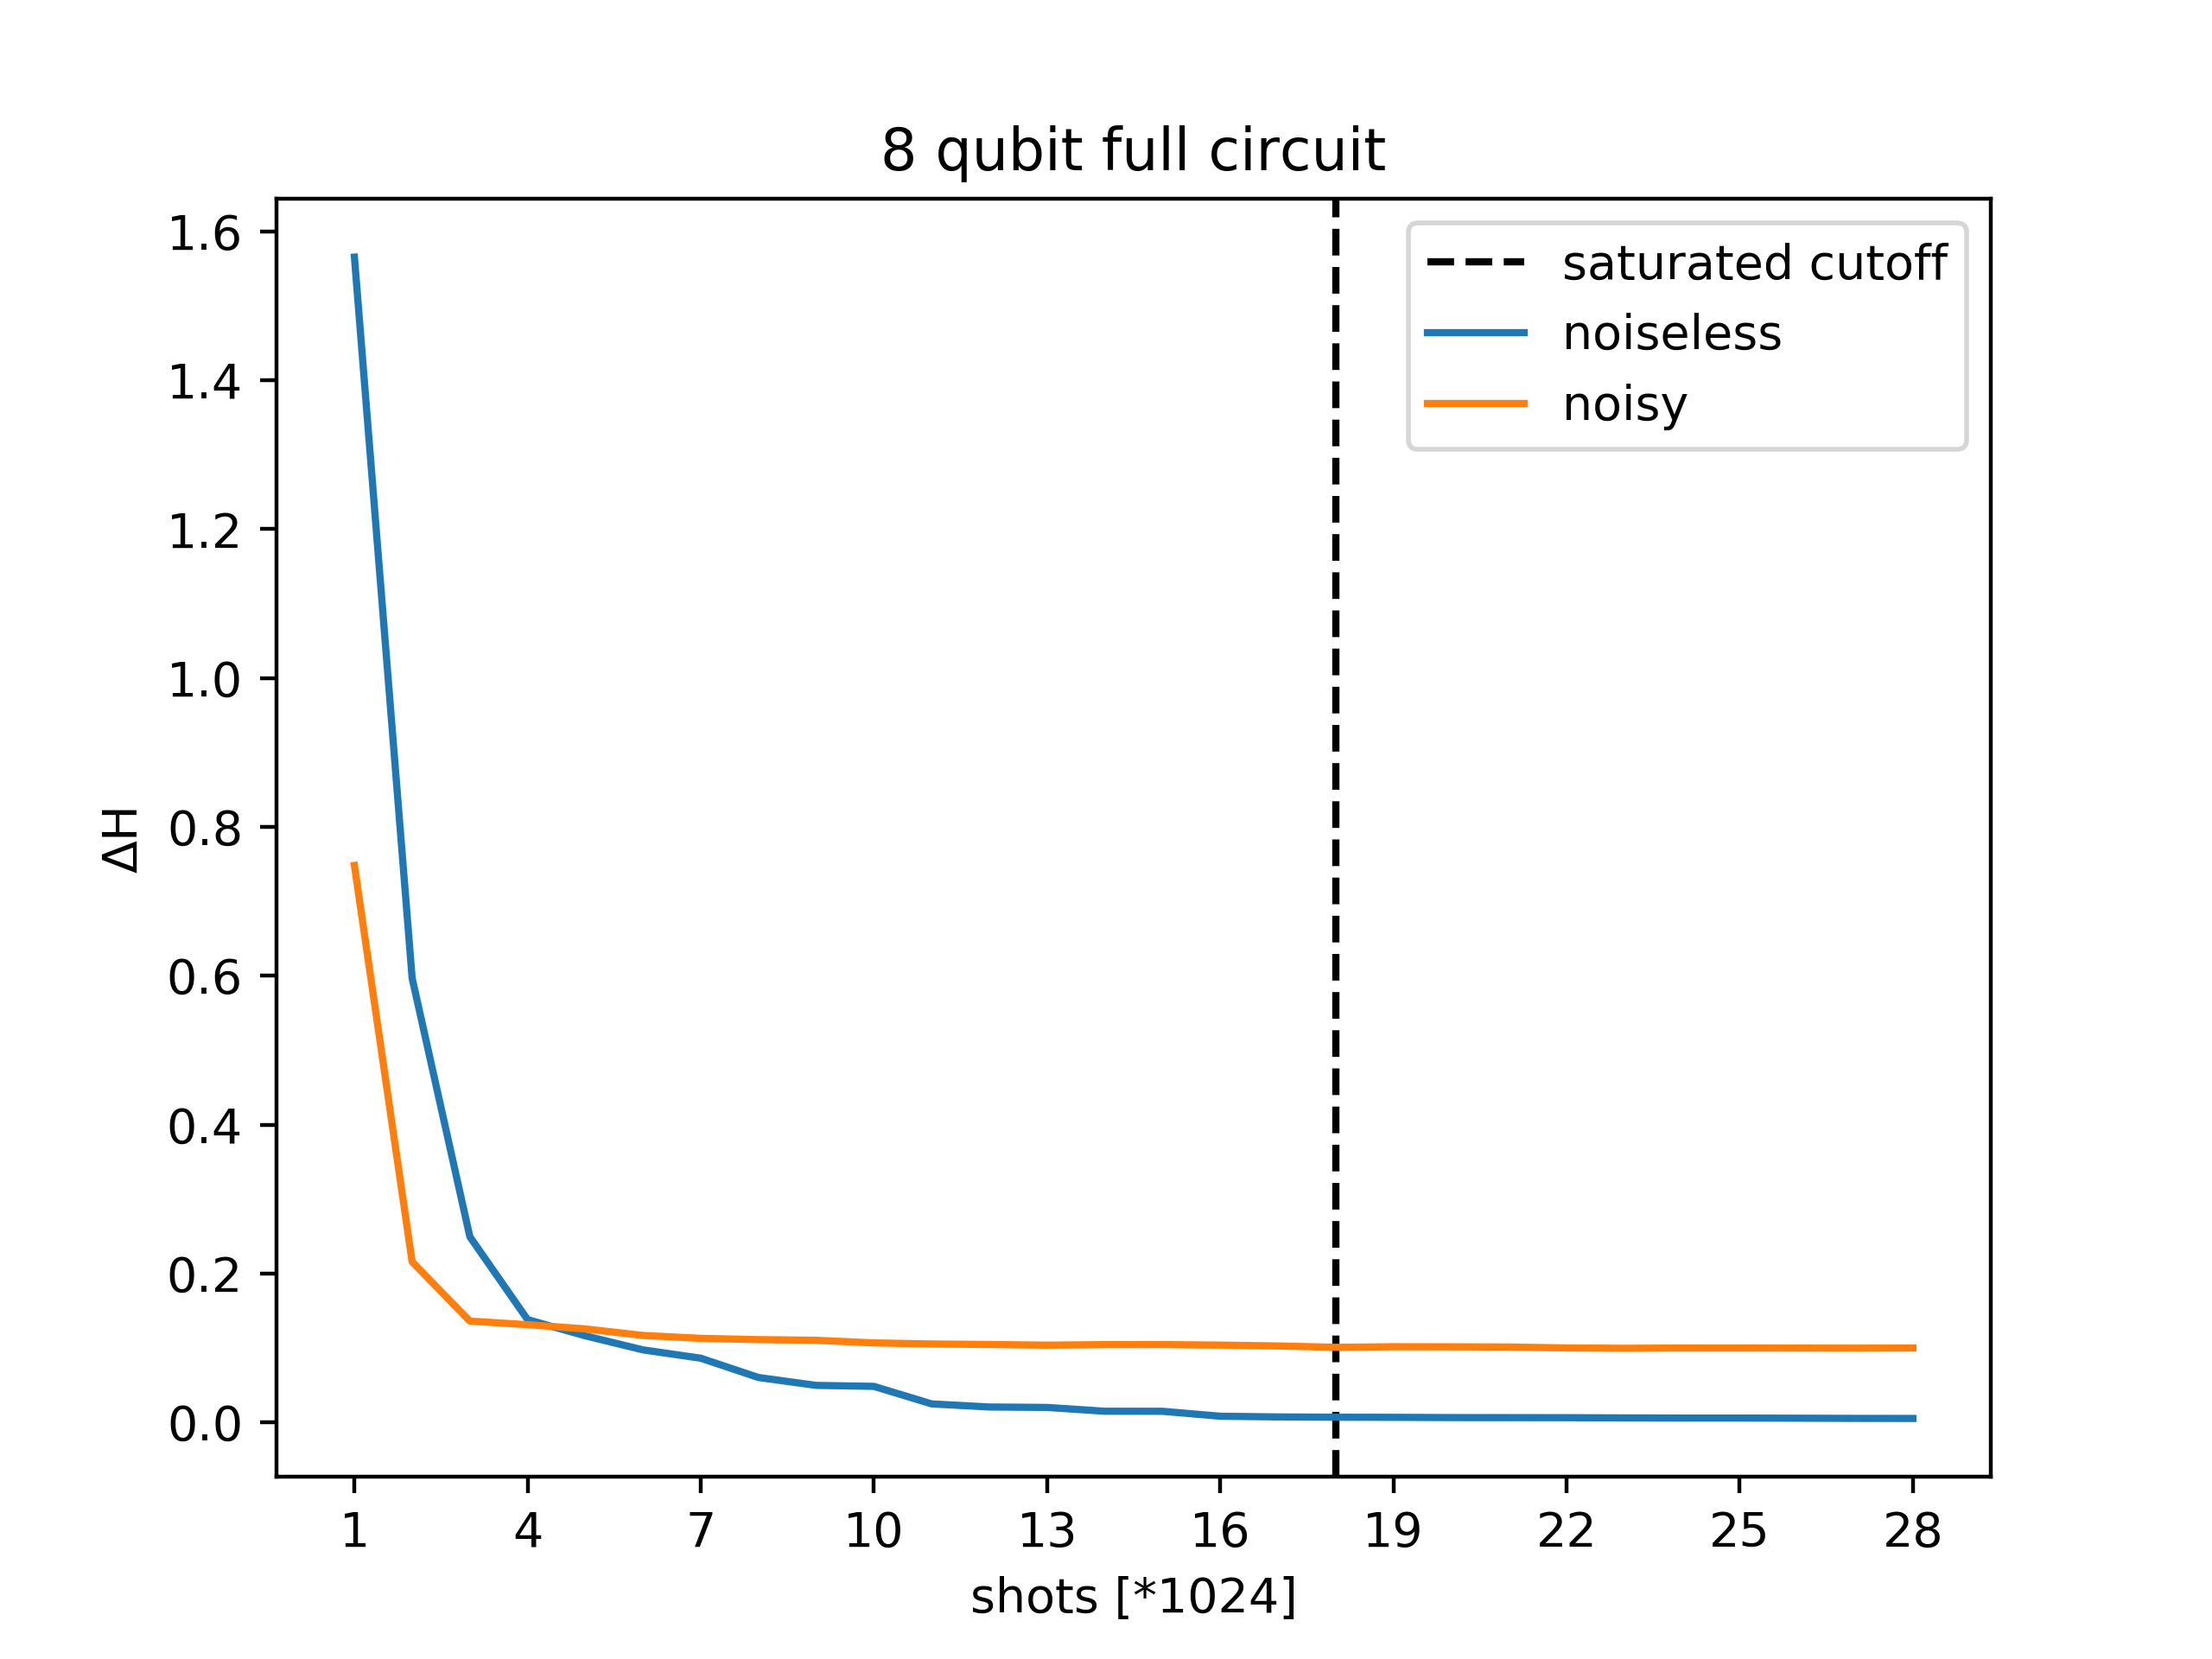 8 qubit full circuit
saturated cutoff
noiseless
noisy
1.6
1.4
1.2
1.0
0.8
0.6
0.4
0.2
0.0
ΔH
1 4 7 10 13 16 19 22 25 28
shots [*1024]